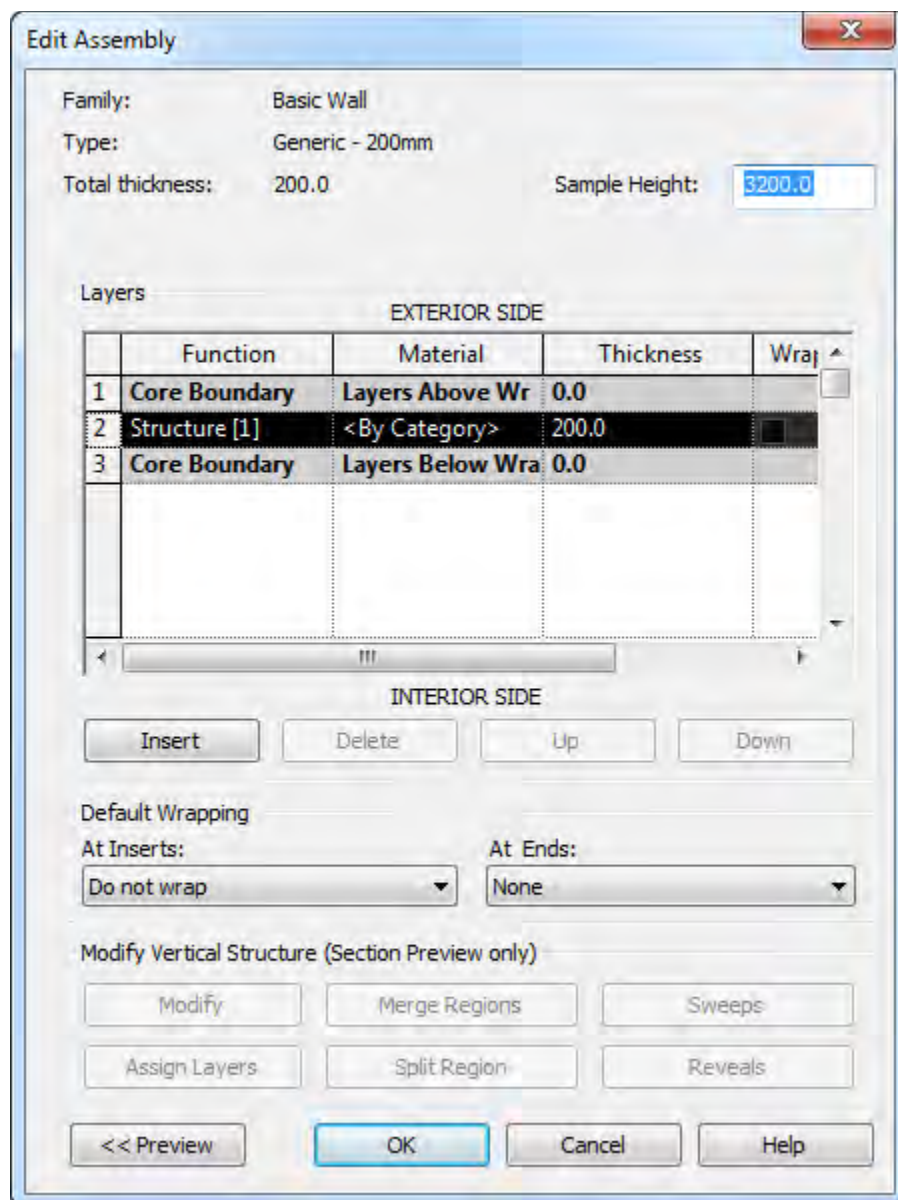 Edit Assembly
Family: Basic Wall
Type: Generic - 200mm
Total thickness: 200.0 Sample Height: 3200.0
Layers
EXTERIOR SIDE
Function Material Thickness Wrap
1 Core Boundary Layers Above Wr 0.0
2 Structure [1] <By Category> 200.0
3 Core Boundary Layers Below Wra 0.0
INTERIOR SIDE
Insert Delete Up Down
Default Wrapping
At Inserts: At Ends:
Do not wrap None
Modify Vertical Structure (Section Preview only)
Modify Merge Regions Sweeps
Assign Layers Split Region Reveals
<< Preview OK Cancel Help